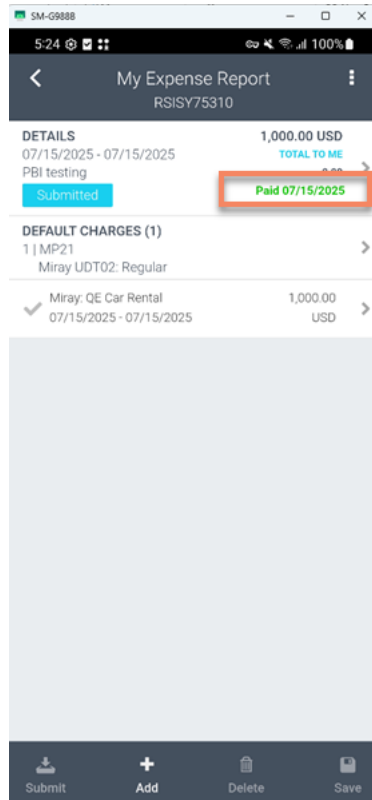 SM-G9888
5:24 100%
My Expense Report
RSISY75310
DETAILS 1,000.00 USD
07/15/2025 - 07/15/2025 TOTAL TO ME
PBI testing
Submitted Paid 07/15/2025
DEFAULT CHARGES (1)
1 | MP21
Miray UDT02: Regular
Miray: QE Car Rental 1,000.00
07/15/2025 - 07/15/2025 USD
Submit Add Delete Save